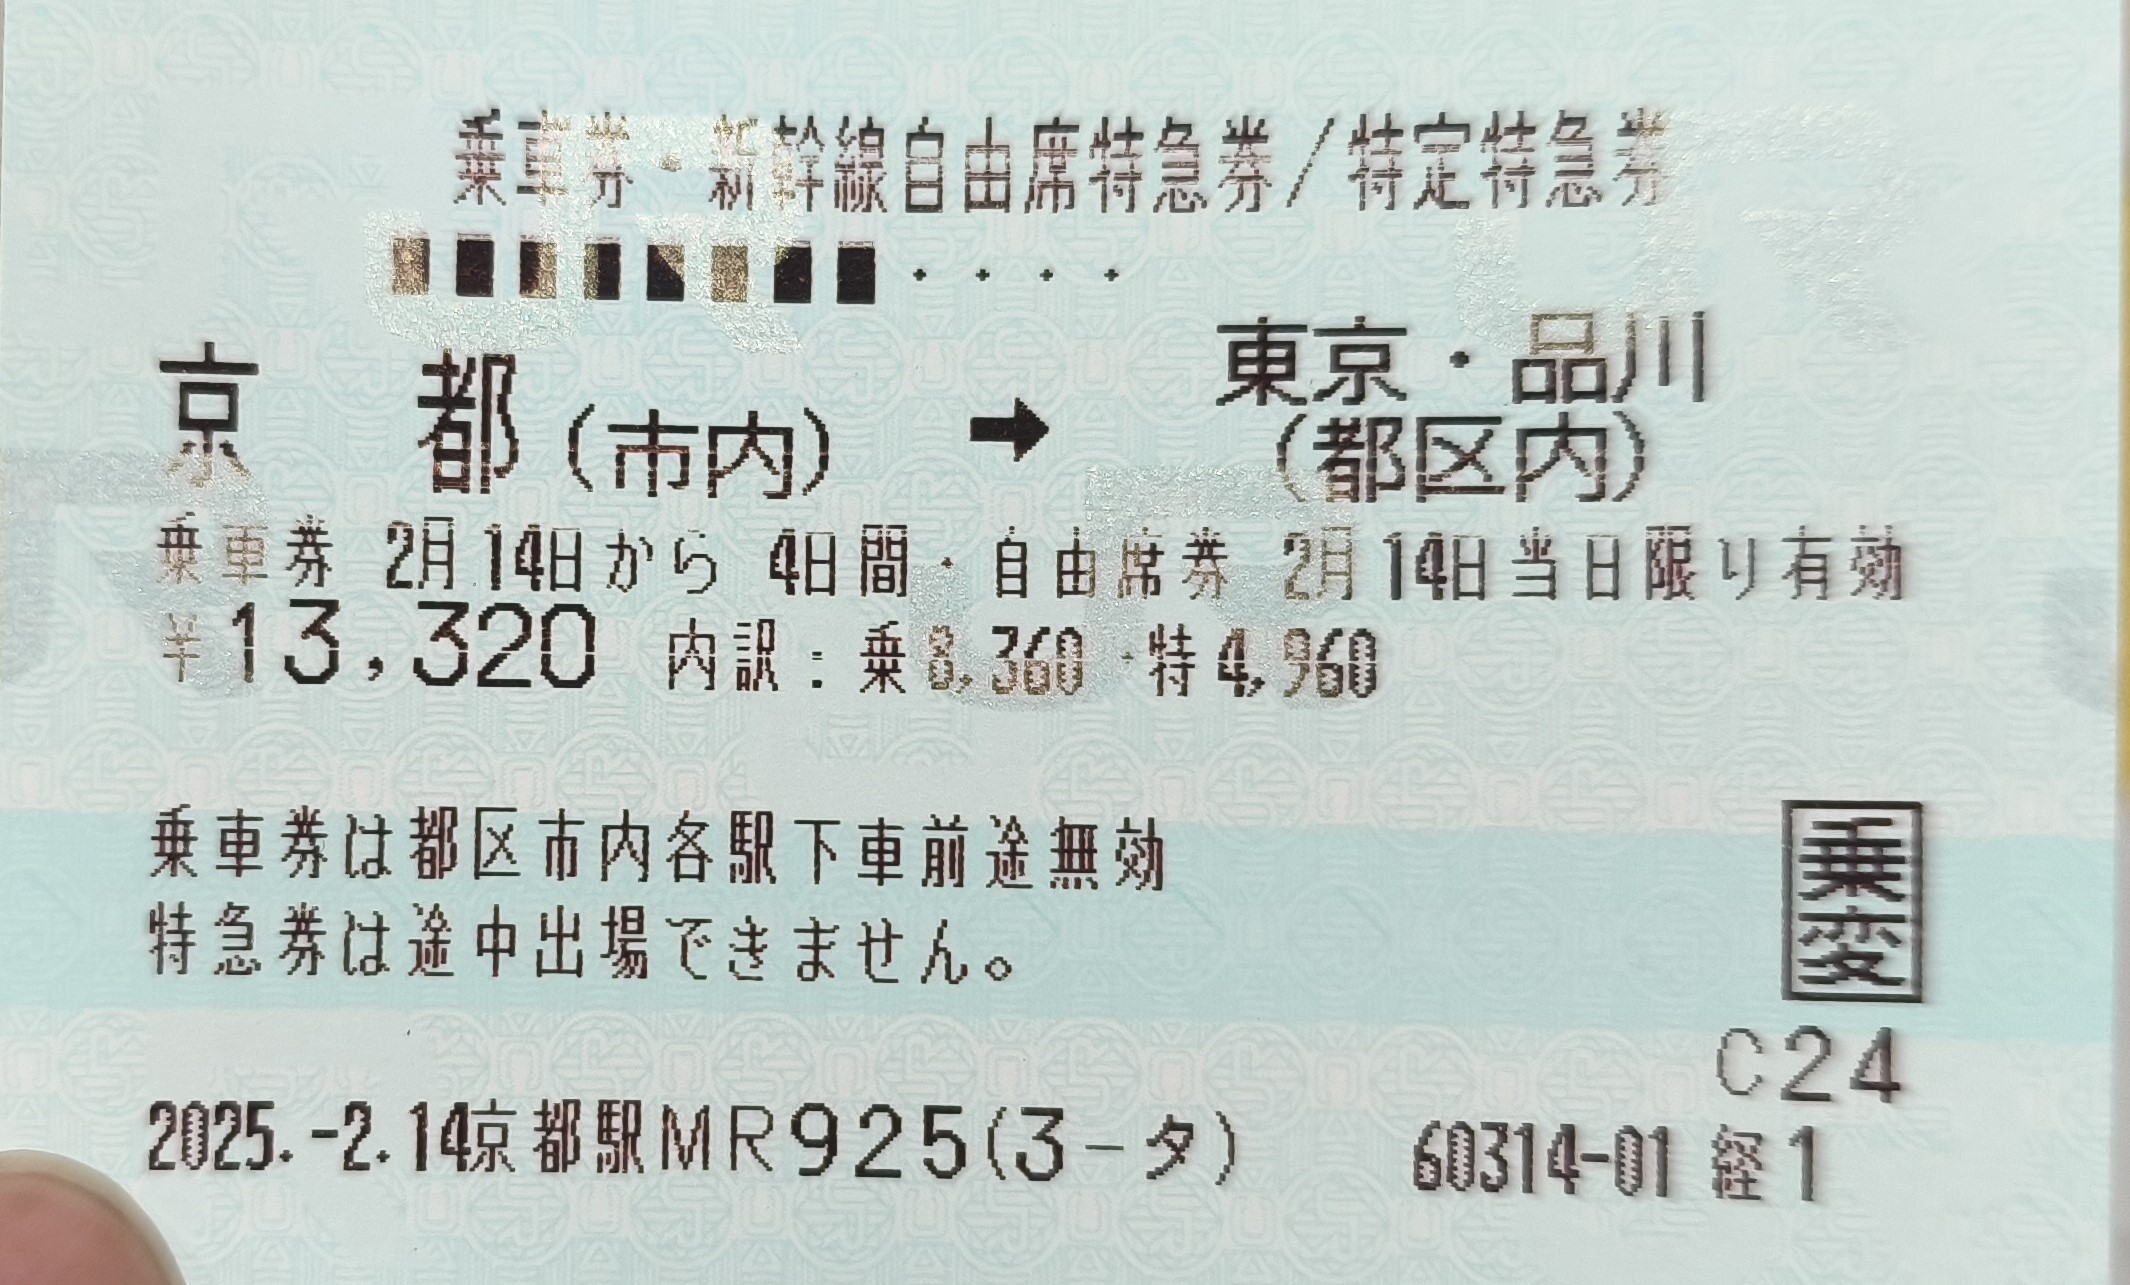 乗車券・新幹線自由席特急券/特定特急券
■■■■■■■■・・・・
京都(市内) ➡ 東京・品川(都区内)
乗車券 2月14日から 4日間・自由席券 2月14日当日限り有効
¥13,320 内訳:乗8,360・特4,960
乗車券は都区市内各駅下車前途無効
特急券は途中出場できません。
乗変
C24
2025.-2.14京都駅MR925(3-タ) 60314-01 経1